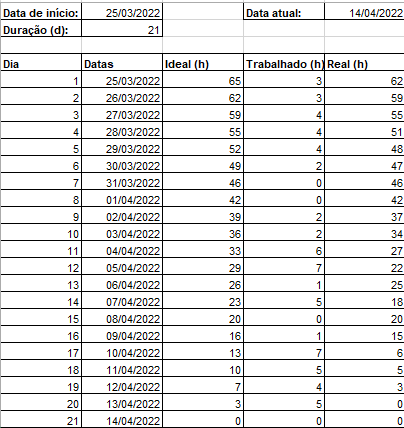 Data de início: 25/03/2022 Data atual: 14/04/2022
Duração (d): 21
Dia Datas Ideal (h) Trabalhado (h) Real (h)
1 25/03/2022 65 3 62
2 26/03/2022 62 3 59
3 27/03/2022 59 4 55
4 28/03/2022 55 4 51
5 29/03/2022 52 4 48
6 30/03/2022 49 2 47
7 31/03/2022 46 0 46
8 01/04/2022 42 0 42
9 02/04/2022 39 2 37
10 03/04/2022 36 2 34
11 04/04/2022 33 6 27
12 05/04/2022 29 7 22
13 06/04/2022 26 1 25
14 07/04/2022 23 5 18
15 08/04/2022 20 0 20
16 09/04/2022 16 1 15
17 10/04/2022 13 7 6
18 11/04/2022 10 5 5
19 12/04/2022 7 4 3
20 13/04/2022 3 5 0
21 14/04/2022 0 0 0